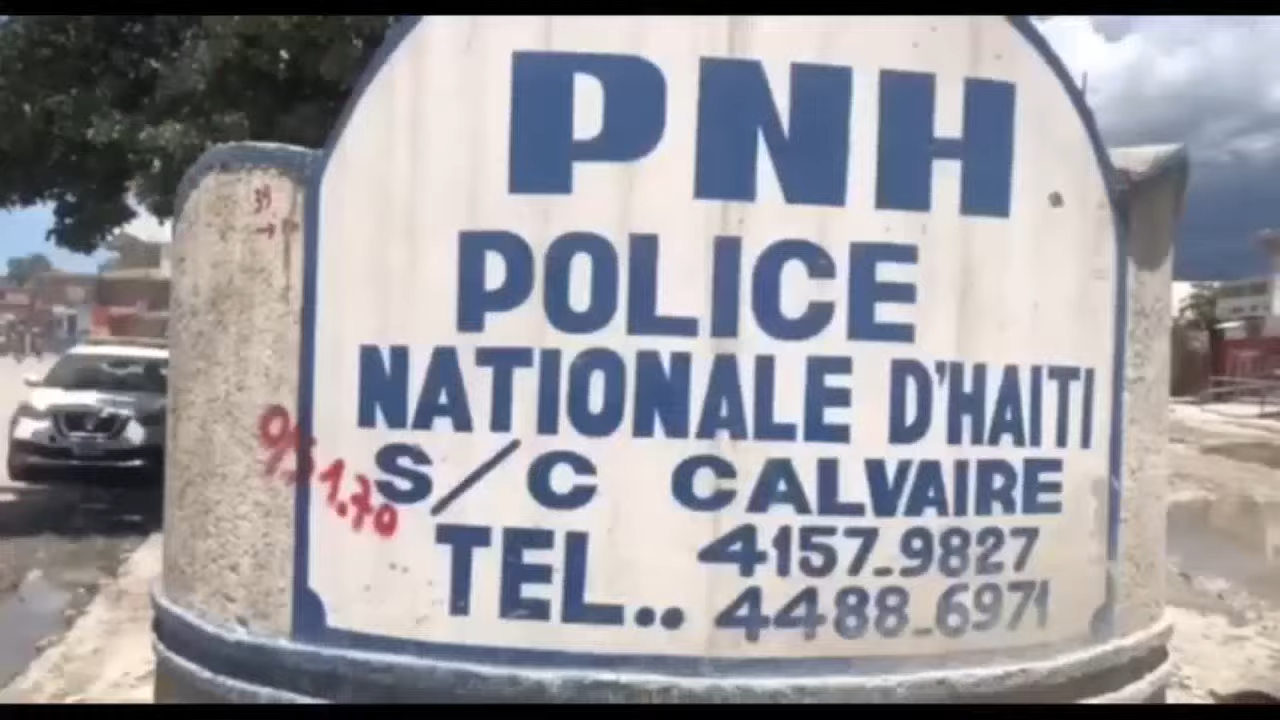 PNH
POLICE
NATIONALE D'HAITI
S/C CALVAIRE
TEL.. 4157-9827
4488-6971